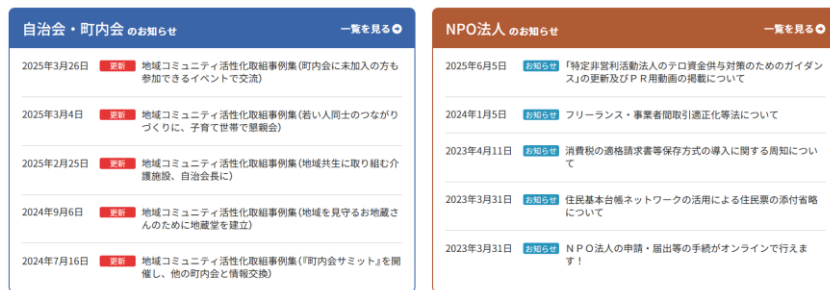 自治会・町内会 のお知らせ
一覧を見る
2025年3月26日 更新 地域コミュニティ活性化取組事例集(町内会に未加入の方も
参加できるイベントで交流)
2025年3月4日 更新 地域コミュニティ活性化取組事例集(若い人同士のつながり
づくりに、子育て世帯で懇親会)
2025年2月25日 更新 地域コミュニティ活性化取組事例集(地域共生に取り組む介
護施設、自治会長に)
2024年9月6日 更新 地域コミュニティ活性化取組事例集(地域を見守るお地蔵さ
んのために地蔵堂を建立)
2024年7月16日 更新 地域コミュニティ活性化取組事例集(『町内会サミット』を開
催し、他の町内会と情報交換)
NPO法人 のお知らせ
一覧を見る
2025年6月5日 お知らせ 「特定非営利活動法人のテロ資金供与対策のためのガイダン
ス」の更新及びPR用動画の掲載について
2024年1月5日 お知らせ フリーランス・事業者間取引適正化等法について
2023年4月11日 お知らせ 消費税の適格請求書等保存方式の導入に関する周知につい
て
2023年3月31日 お知らせ 住民基本台帳ネットワークの活用による住民票の添付省略
について
2023年3月31日 お知らせ NPO法人の申請・届出等の手続がオンラインで行えま
す!